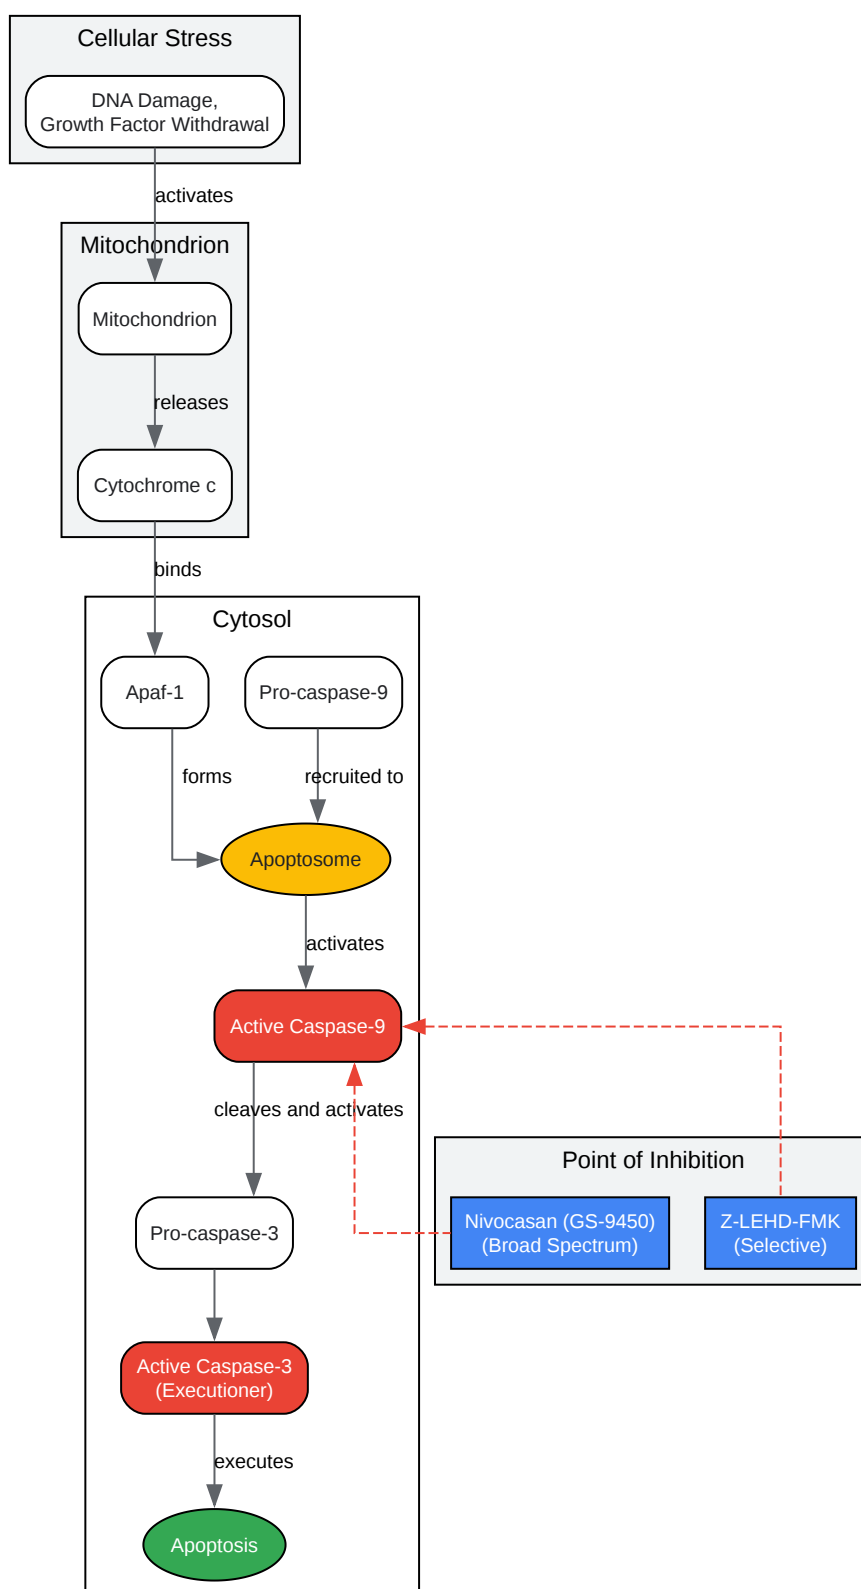 Cellular Stress
DNA Damage,
Growth Factor Withdrawal
activates
Mitochondrion
Mitochondrion
releases
Cytochrome c
binds
Cytosol
Apaf-1
Pro-caspase-9
forms
recruited to
Apoptosome
activates
Active Caspase-9
cleaves and activates
Point of Inhibition
Nivocasan (GS-9450)
(Broad Spectrum)
Z-LEHD-FMK
(Selective)
Pro-caspase-3
Active Caspase-3
(Executioner)
executes
Apoptosis